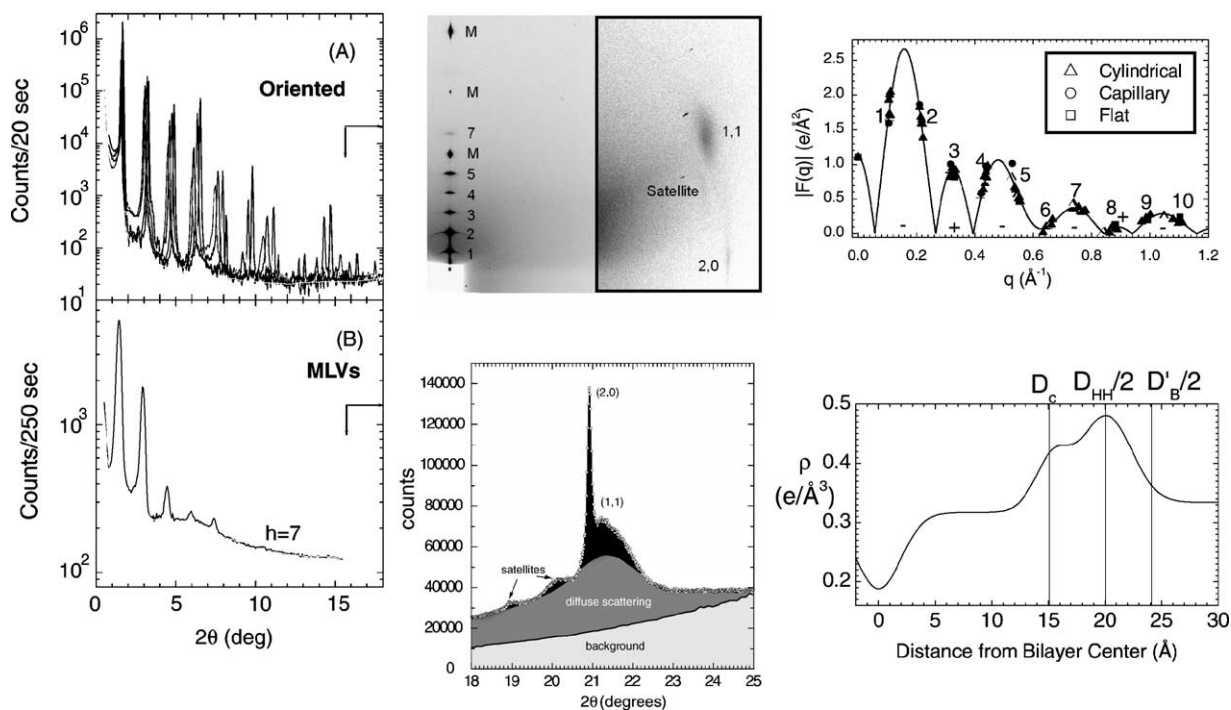 (A)
Oriented
Counts/20 sec
10⁶
10⁵
10⁴
10³
10²
10¹
(B)
MLVs
Counts/250 sec
10³
10²
h=7
0 5 10 15
2θ (deg)
M
M
7
M
5
4
3
2
1
1,1
Satellite
2,0
counts
140000
120000
100000
80000
60000
40000
20000
0
(2,0)
(1,1)
satellites
diffuse scattering
background
18 19 20 21 22 23 24 25
2θ (degrees)
|F(q)| (e/Å²)
3.0
2.5
2.0
1.5
1.0
0.5
0.0
Cylindrical
Capillary
Flat
1 2 3 4 5 6 7 8 9 10
- + - - + -
0.0 0.2 0.4 0.6 0.8 1.0 1.2
q (Å⁻¹)
D_c D_HH/2 D'_B/2
ρ
(e/Å³)
0.5
0.4
0.3
0.2
0 5 10 15 20 25 30
Distance from Bilayer Center (Å)